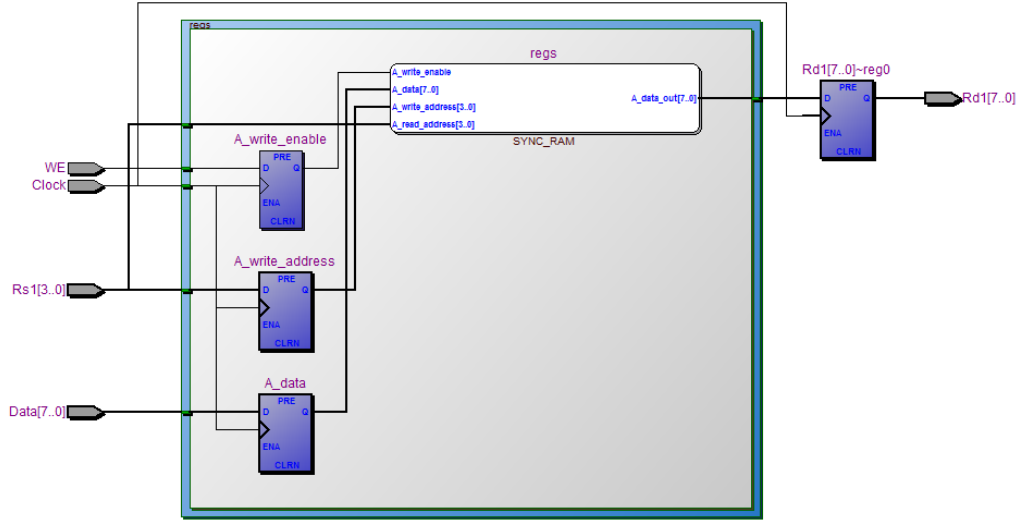 regs
regs
A_write_enable
A_data[7..0]
A_write_address[3..0]
A_read_address[3..0]
A_data_out[7..0]
SYNC_RAM
Rd1[7..0]~reg0
PRE
D
Q
ENA
CLRN
Rd1[7..0]
A_write_enable
PRE
D
Q
ENA
CLRN
WE
Clock
A_write_address
PRE
D
Q
ENA
CLRN
Rs1[3..0]
A_data
PRE
D
Q
ENA
CLRN
Data[7..0]